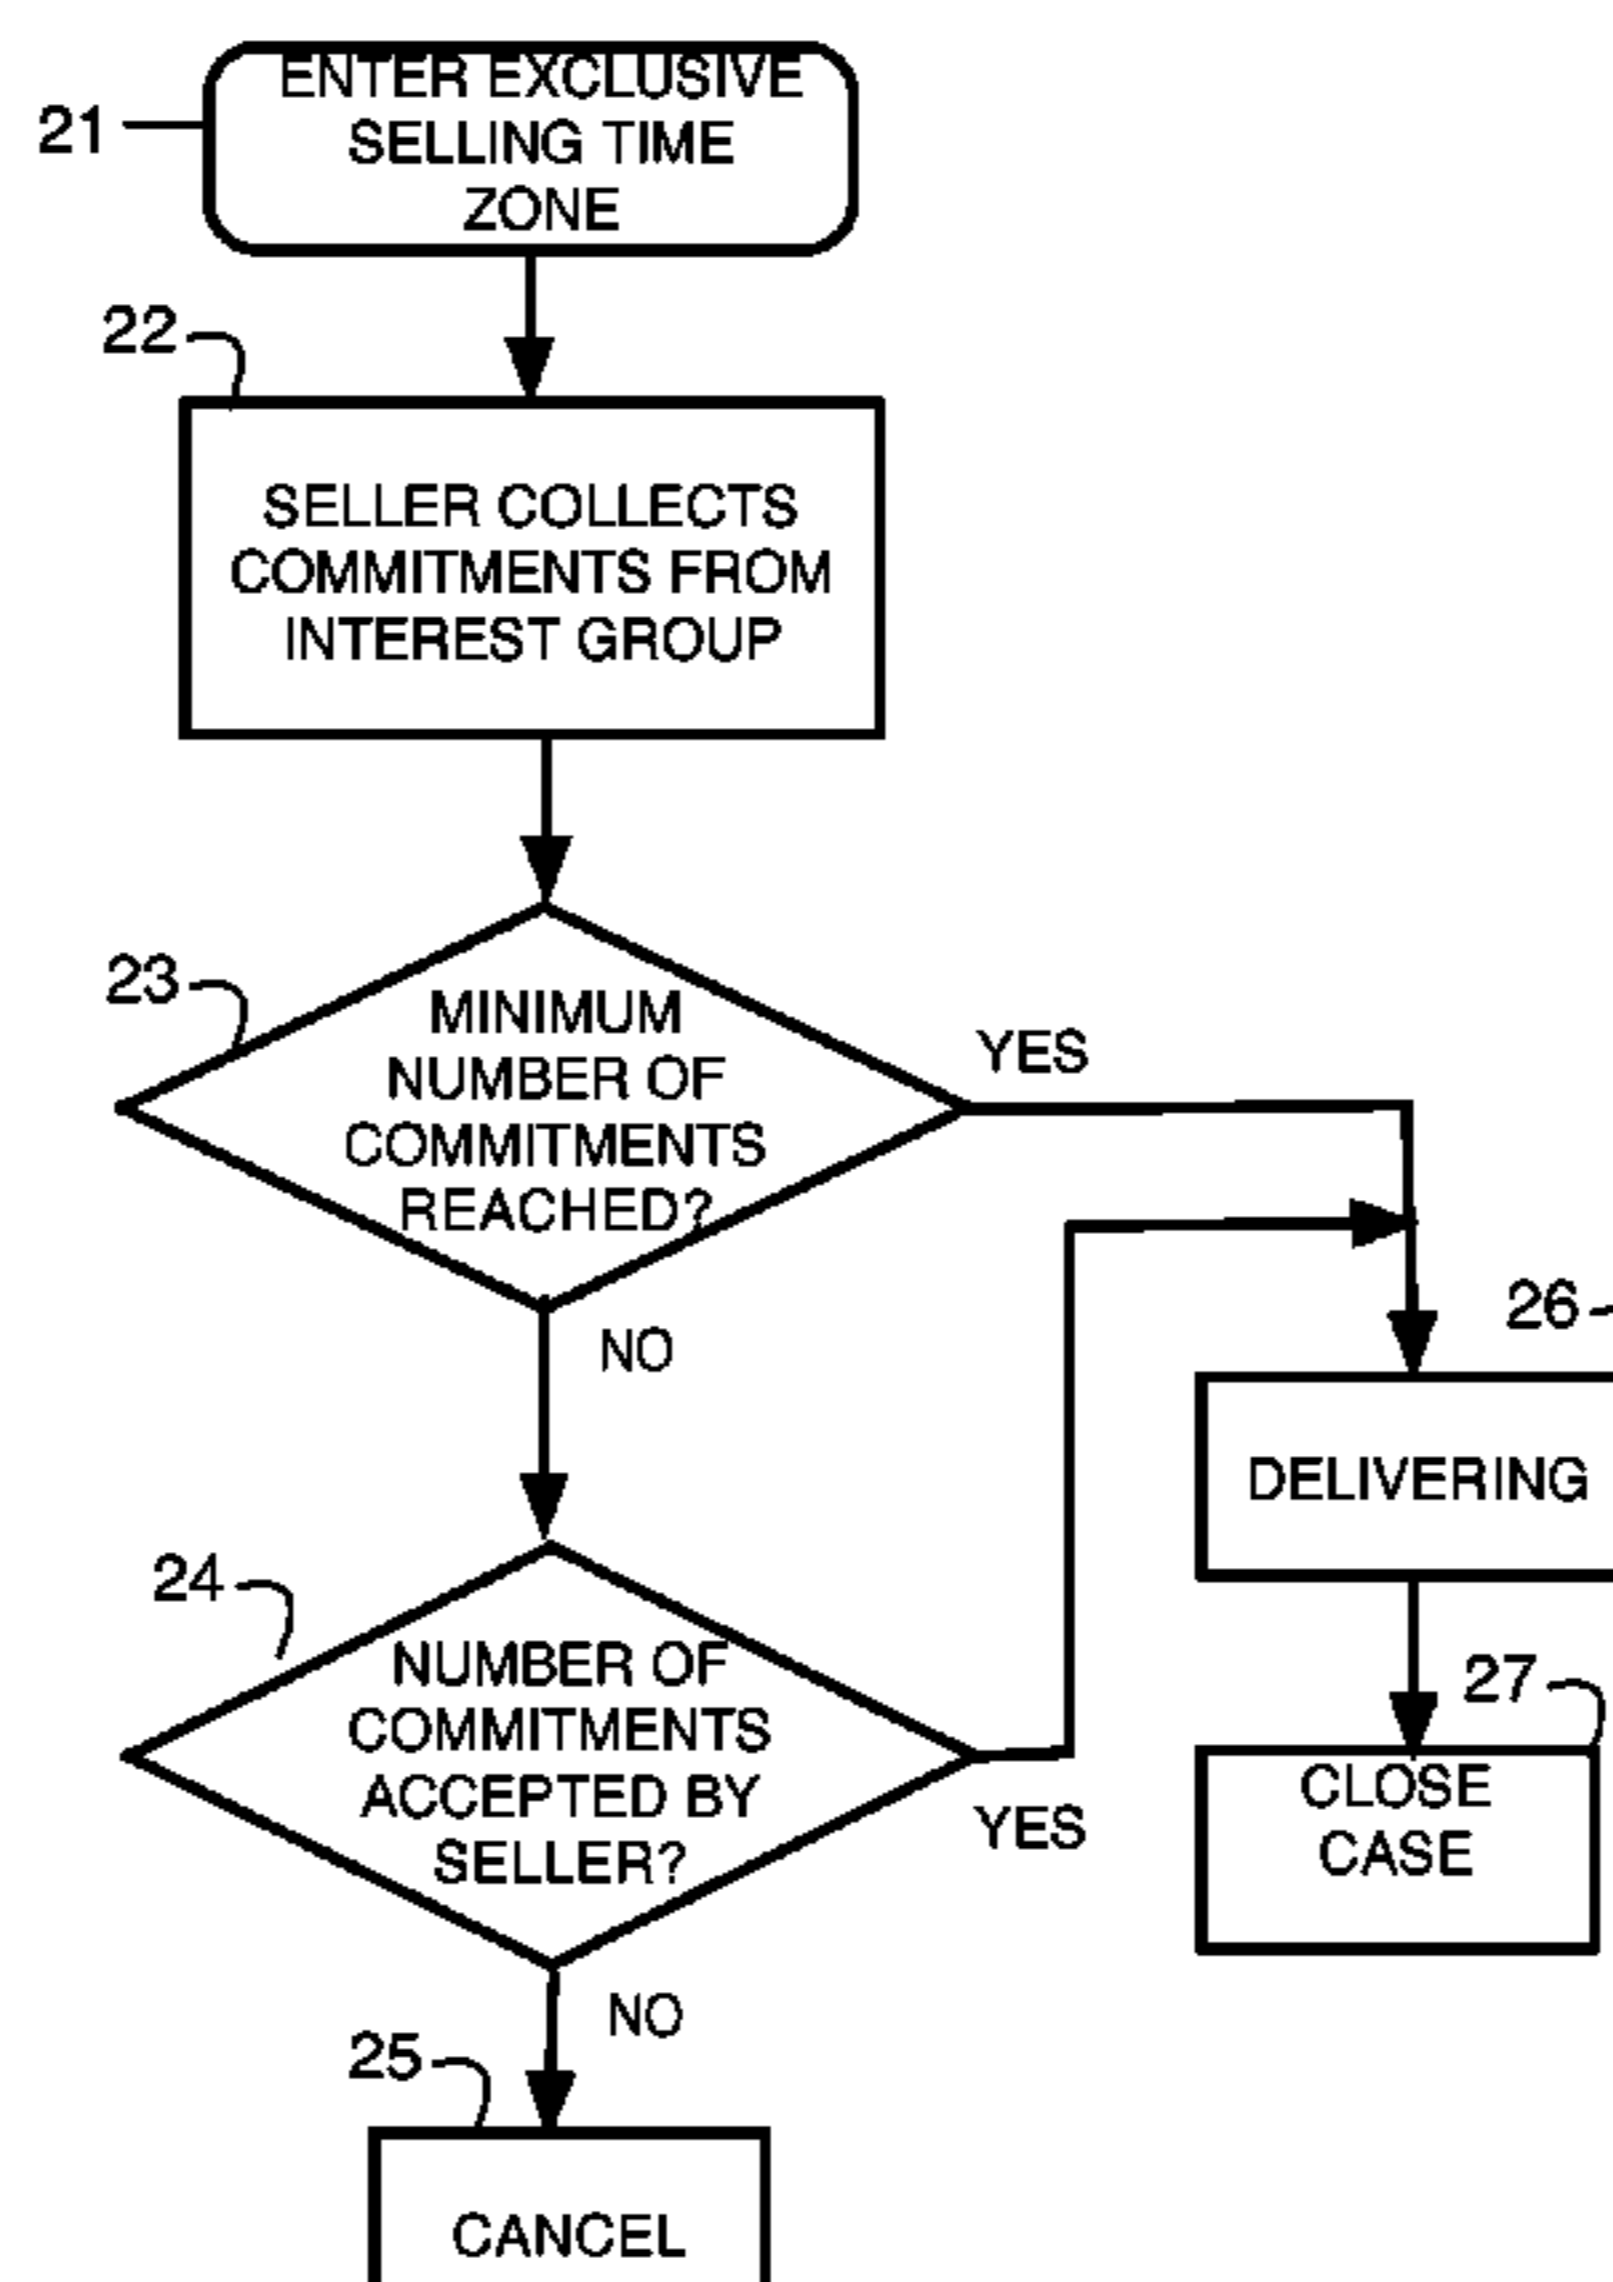 21
ENTER EXCLUSIVE
SELLING TIME
ZONE
22
SELLER COLLECTS
COMMITMENTS FROM
INTEREST GROUP
23
MINIMUM
NUMBER OF
COMMITMENTS
REACHED?
YES
NO
26
DELIVERING
24
NUMBER OF
COMMITMENTS
ACCEPTED BY
SELLER?
YES
27
CLOSE
CASE
NO
25
CANCEL